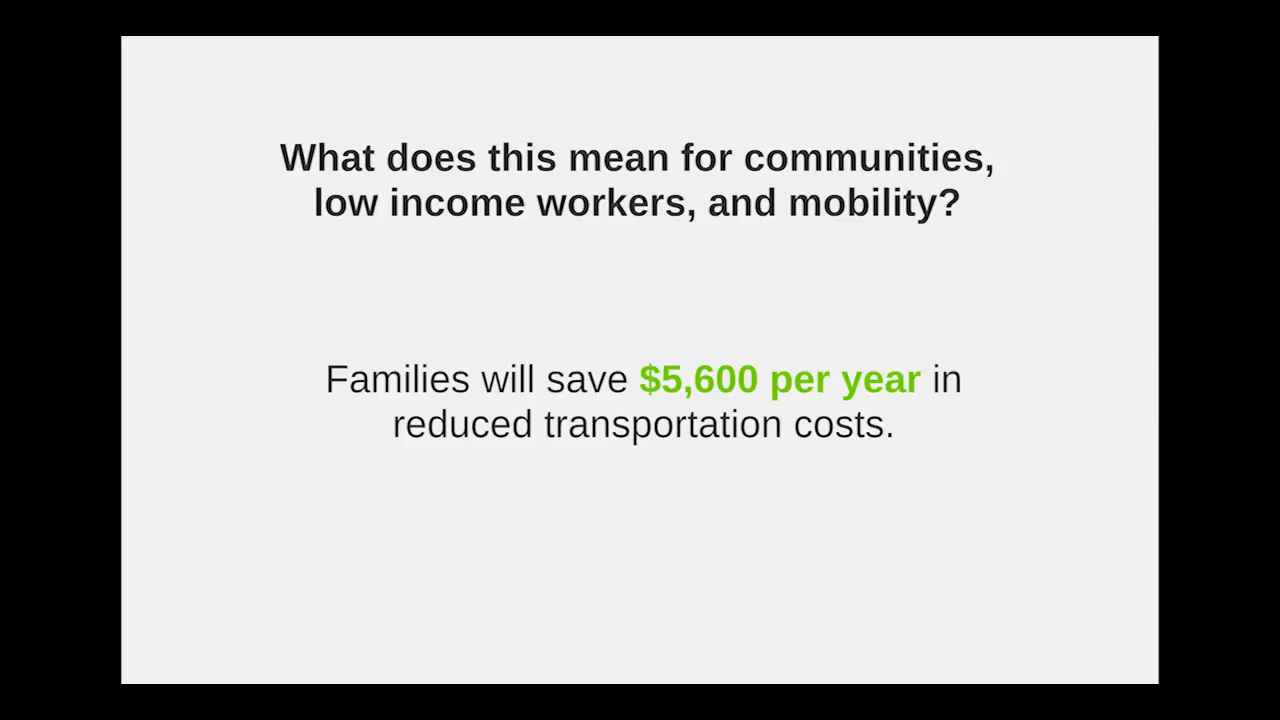 What does this mean for communities,
low income workers, and mobility?
Families will save $5,600 per year in
reduced transportation costs.